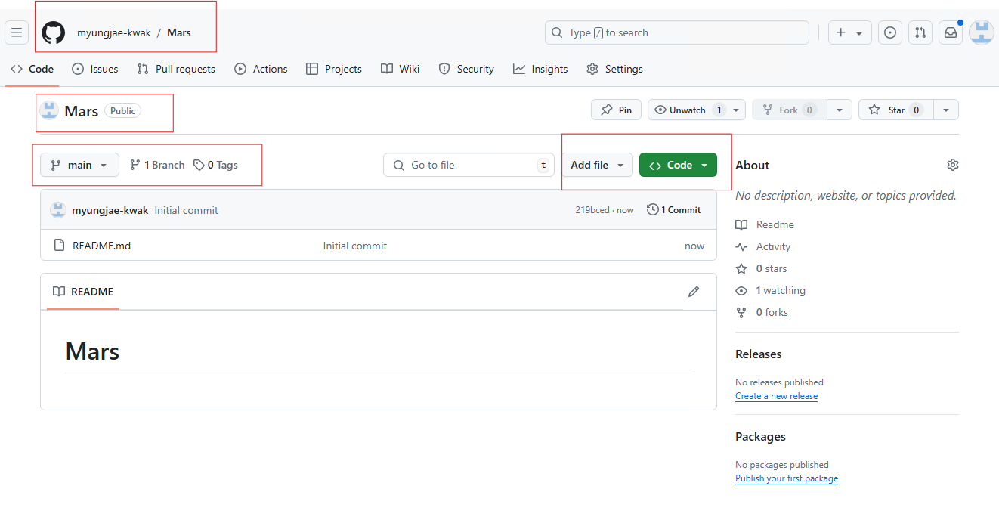 myungjae-kwak / Mars
Type / to search
Code Issues Pull requests Actions Projects Wiki Security Insights Settings
Mars Public
Pin Unwatch 1 Fork 0 Star 0
main 1 Branch 0 Tags
Go to file t
Add file Code
myungjae-kwak Initial commit 219bced · now 1 Commit
README.md Initial commit now
README
Mars
About
No description, website, or topics provided.
Readme
Activity
0 stars
1 watching
0 forks
Releases
No releases published
Create a new release
Packages
No packages published
Publish your first package